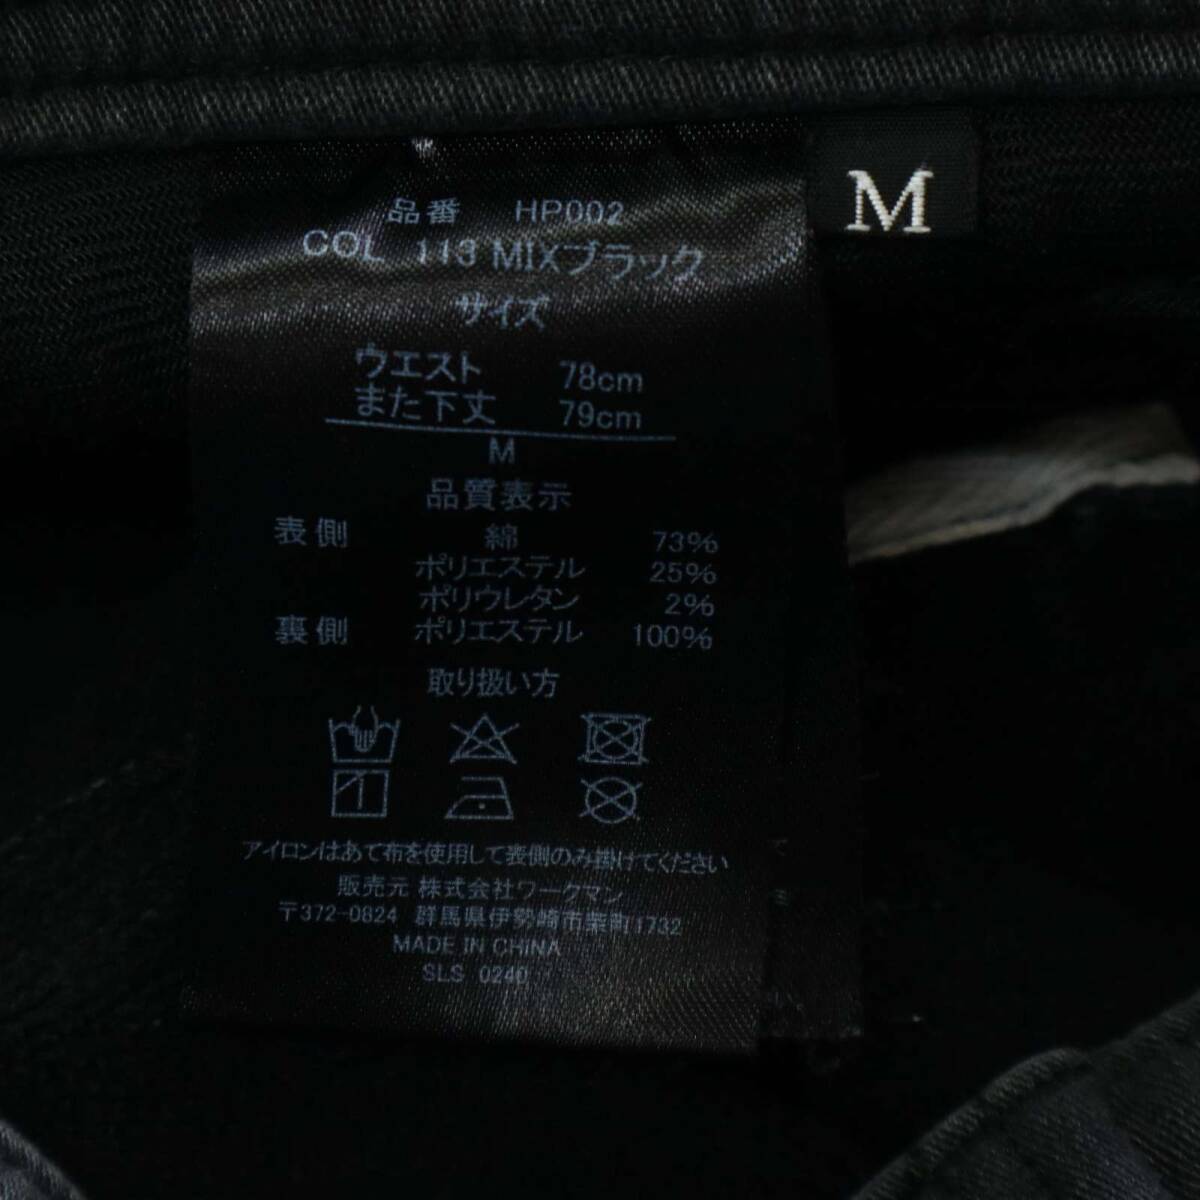 M
品番 HP002
COL 113 MIXブラック
サイズ
ウエスト 78cm
また下丈 79cm
M
品質表示
表側 綿 73%
ポリエステル 25%
ポリウレタン 2%
裏側 ポリエステル 100%
取り扱い方
アイロンはあて布を使用して表側のみ掛けてください
販売元 株式会社ワークマン
〒372-0824 群馬県伊勢崎市柴町1732
MADE IN CHINA
SLS 0240